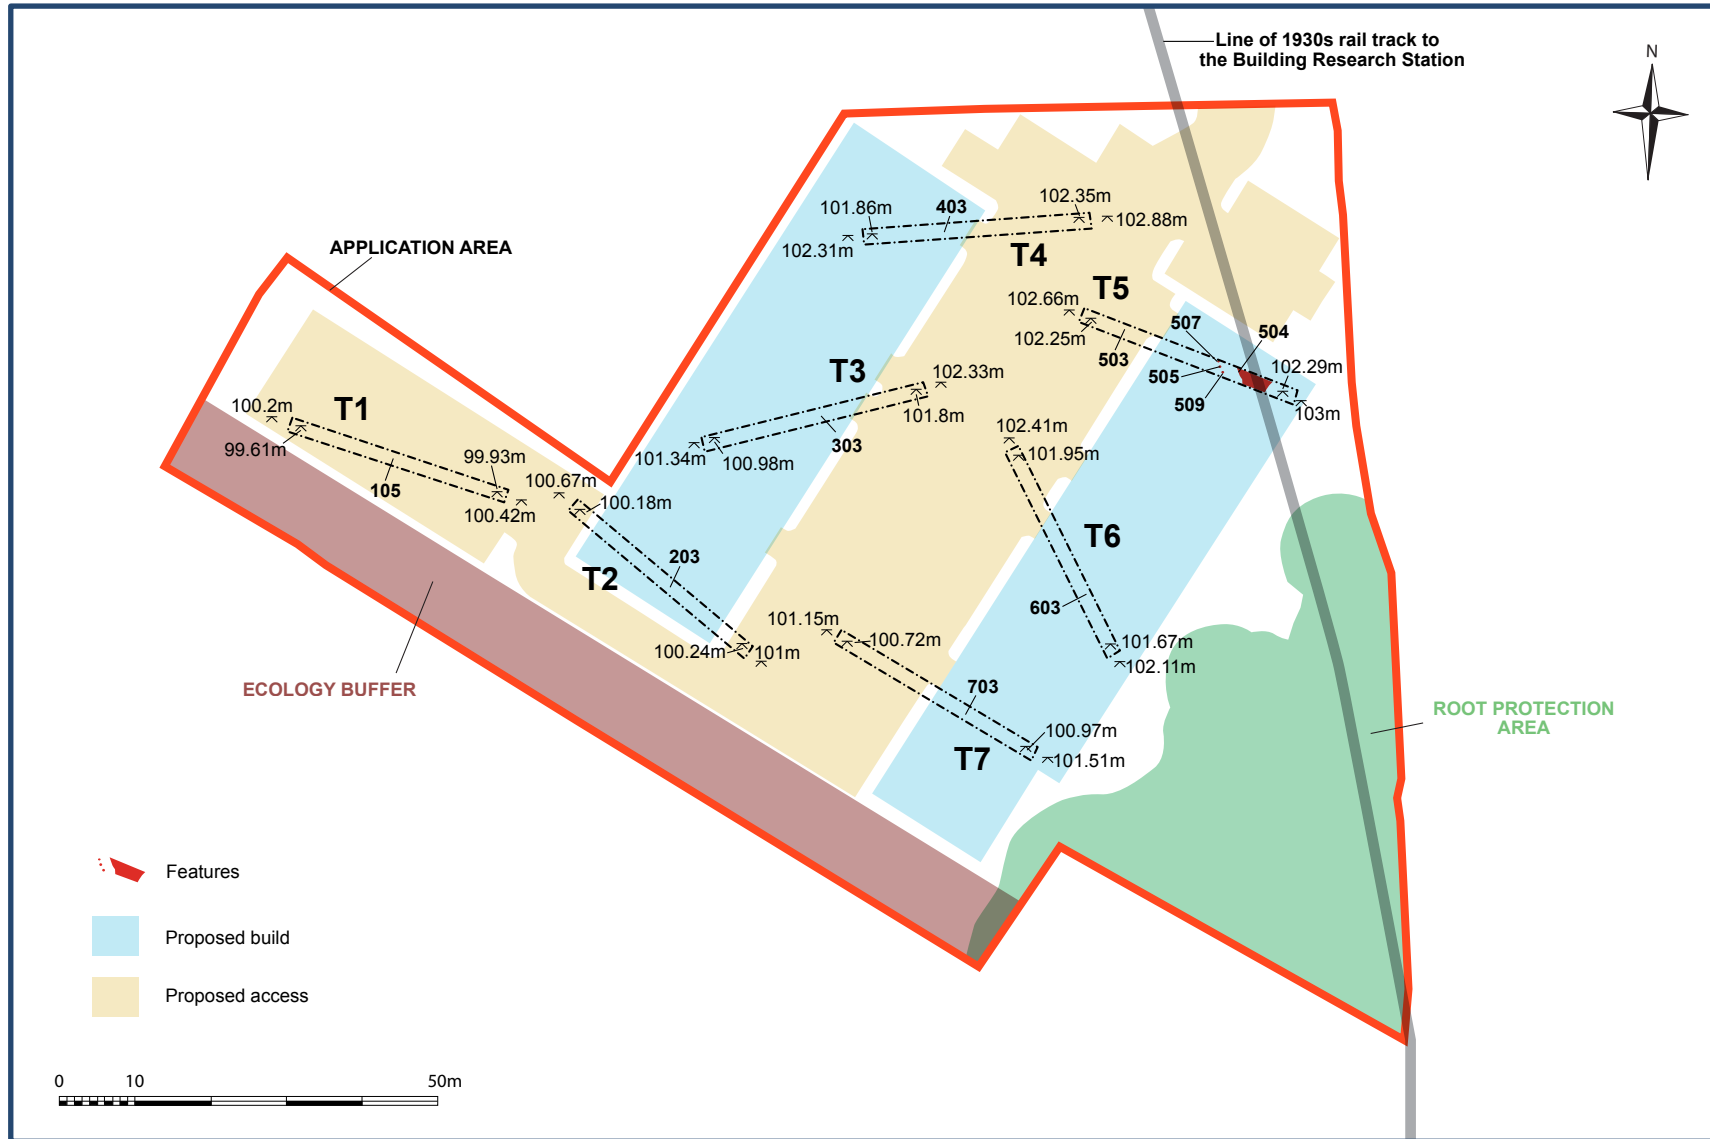 Line of 1930s rail track to
the Building Research Station
N
APPLICATION AREA
102.35m
101.86m
403
102.88m
102.31m
T4
T5
102.66m
507
504
102.25m
503
102.29m
505
509
103m
T3
102.33m
101.8m
303
101.34m
100.98m
100.2m
T1
99.61m
99.93m
105
100.42m
100.67m
100.18m
203
T2
100.24m
101m
102.41m
101.95m
T6
603
101.67m
102.11m
101.15m
100.72m
703
100.97m
T7
101.51m
ECOLOGY BUFFER
ROOT PROTECTION
AREA
Features
Proposed build
Proposed access
0 10 50m